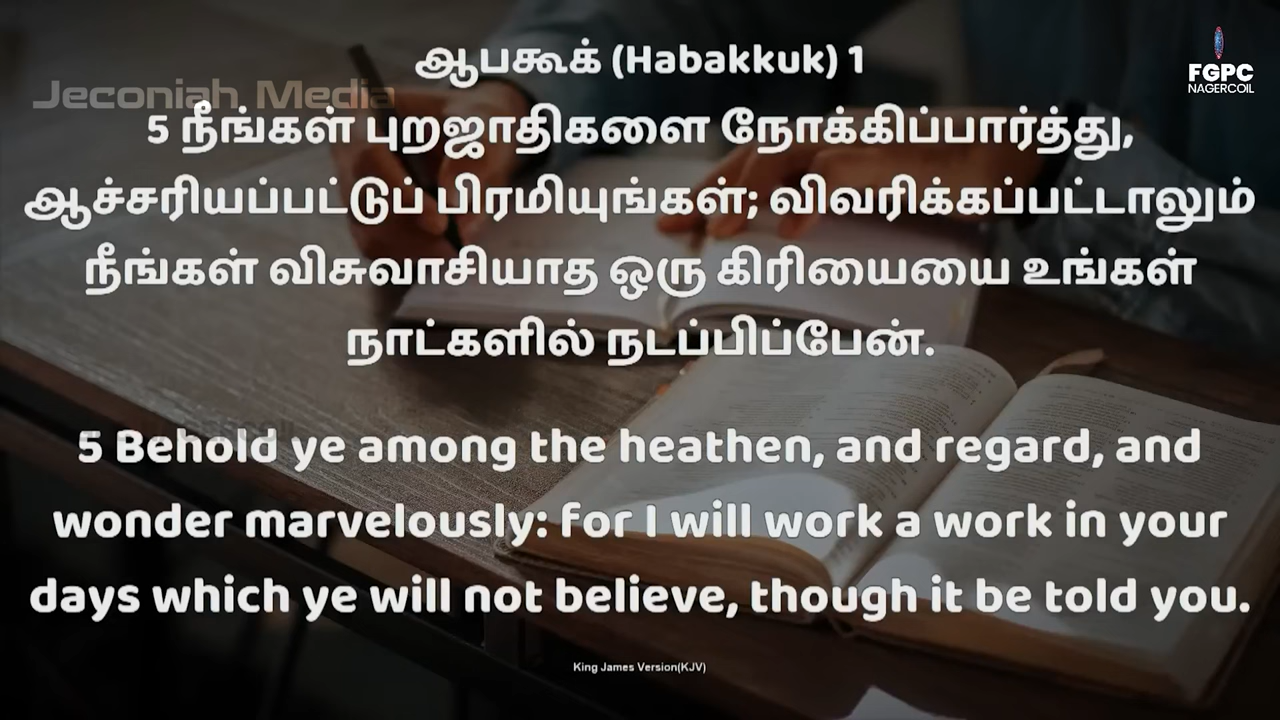 ஆபகூக் (Habakkuk) 1
Jeconiah Media
FGPC
NAGERCOIL
5 நீங்கள் புறஜாதிகளை நோக்கிப்பார்த்து,
ஆச்சரியப்பட்டுப் பிரமியுங்கள்; விவரிக்கப்பட்டாலும்
நீங்கள் விசுவாசியாத ஒரு கிரியையை உங்கள்
நாட்களில் நடப்பிப்பேன்.
5 Behold ye among the heathen, and regard, and
wonder marvelously: for I will work a work in your
days which ye will not believe, though it be told you.
King James Version(KJV)